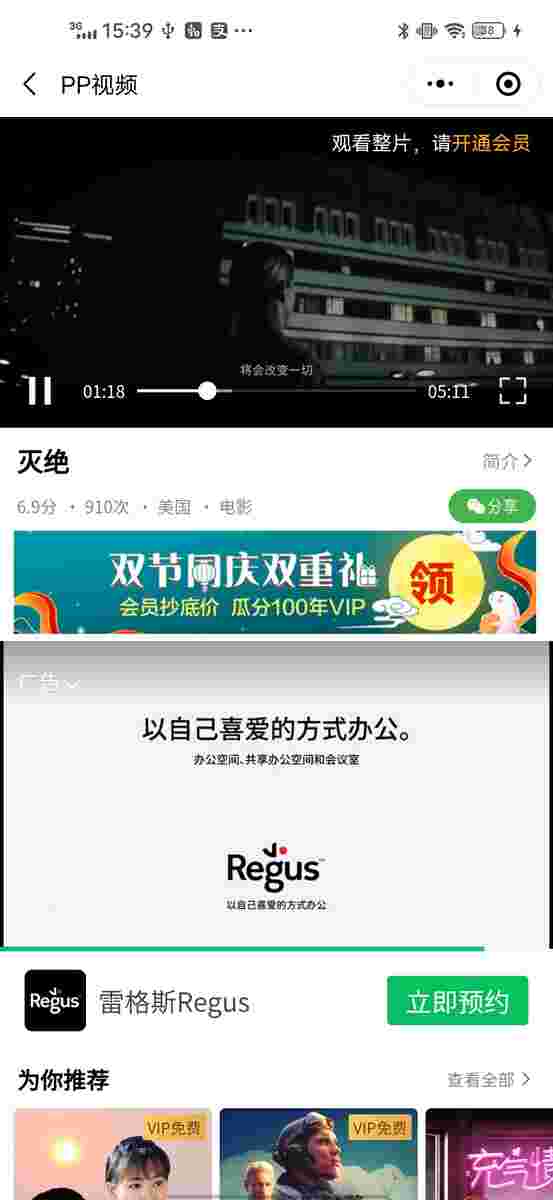 3G 15:39
PP视频
观看整片，请开通会员
将会改变一切
01:18
05:11
灭绝
简介
6.9分 · 910次 · 美国 · 电影
分享
双节同庆双重礼
会员抄底价 瓜分100年VIP
领
广告
以自己喜爱的方式办公。
办公空间、共享办公空间和会议室
Regus
以自己喜爱的方式办公
Regus
雷格斯Regus
立即预约
为你推荐
查看全部
VIP免费
VIP免费